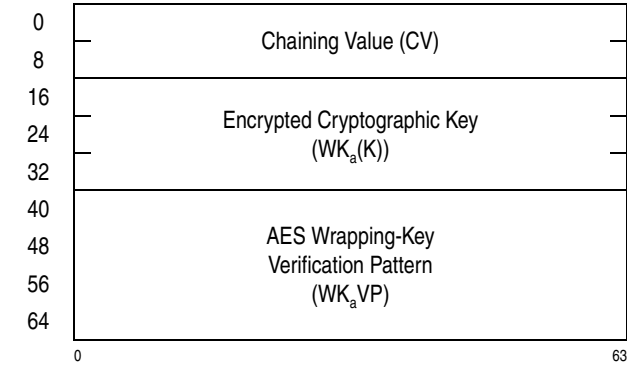 0
Chaining Value (CV)
8
16
24
Encrypted Cryptographic Key
(WKa(K))
32
40
48
AES Wrapping-Key
Verification Pattern
(WKaVP)
56
64
0 63